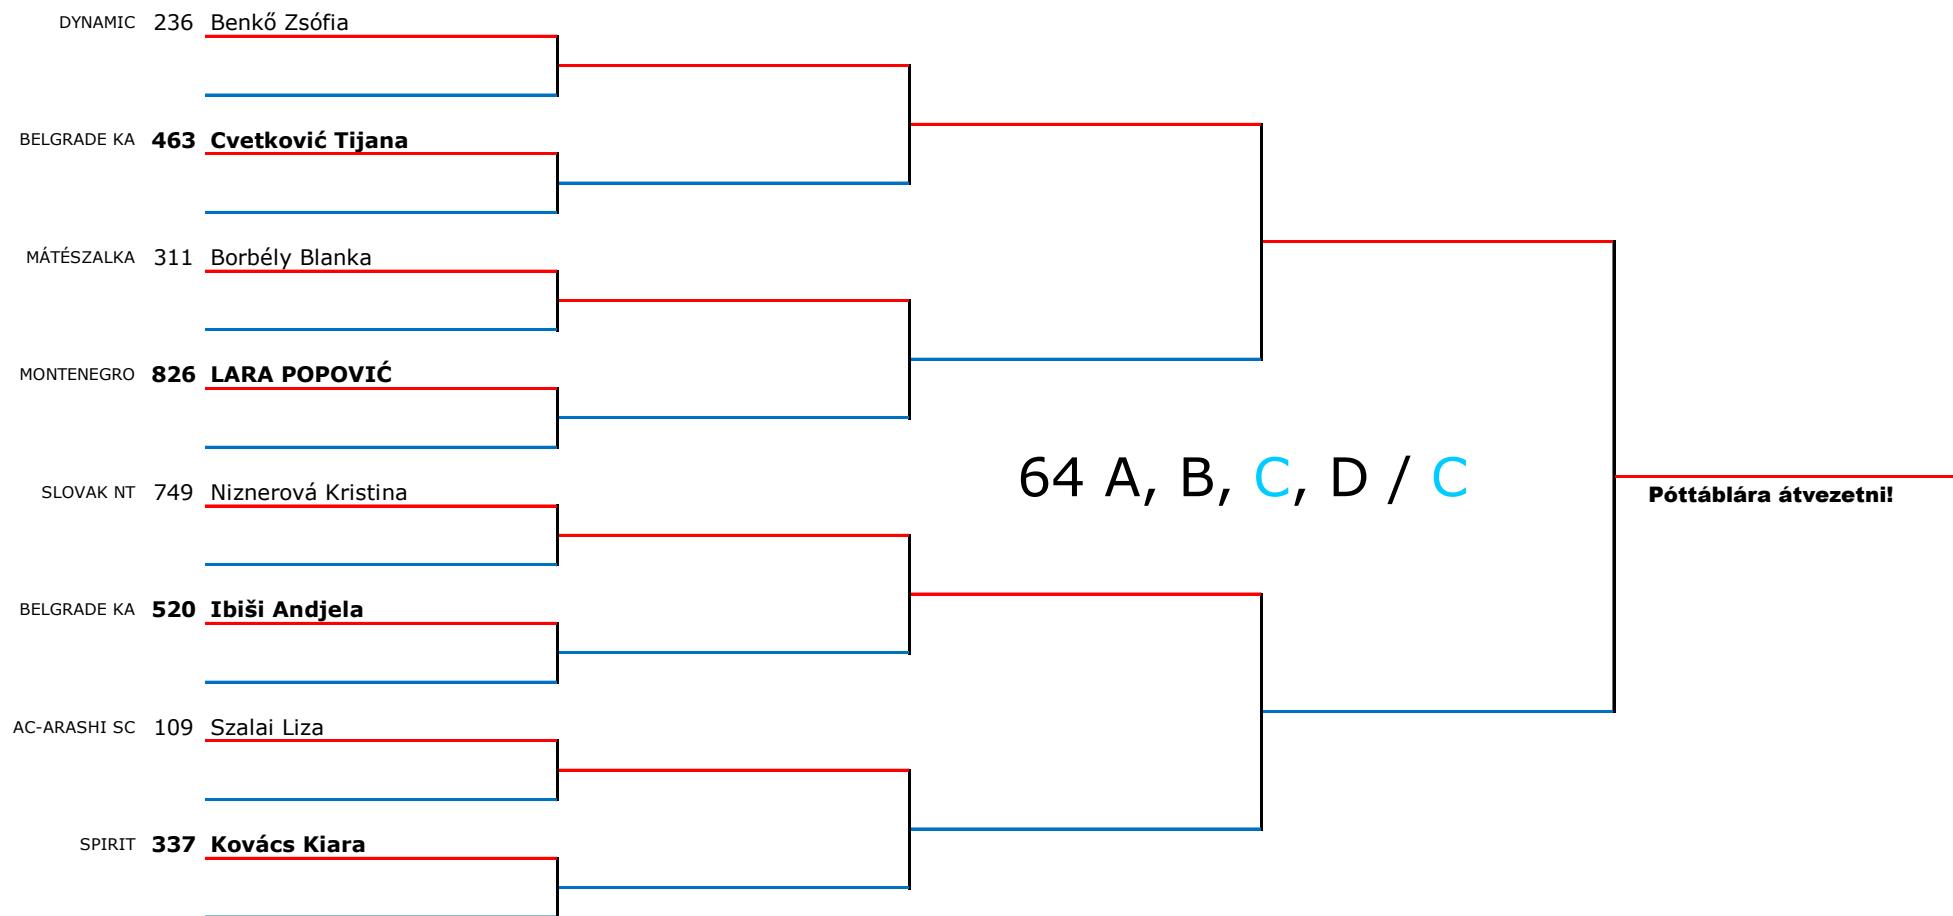 DYNAMIC 236 Benkő Zsófia
BELGRADE KA 463 Cvetković Tijana
MÁTÉSZALKA 311 Borbély Blanka
MONTENEGRO 826 LARA POPOVIĆ
64 A, B, C, D / C
SLOVAK NT 749 Niznerová Kristina
Póttáblára átvezetni!
BELGRADE KA 520 Ibiši Andjela
AC-ARASHI SC 109 Szalai Liza
SPIRIT 337 Kovács Kiara